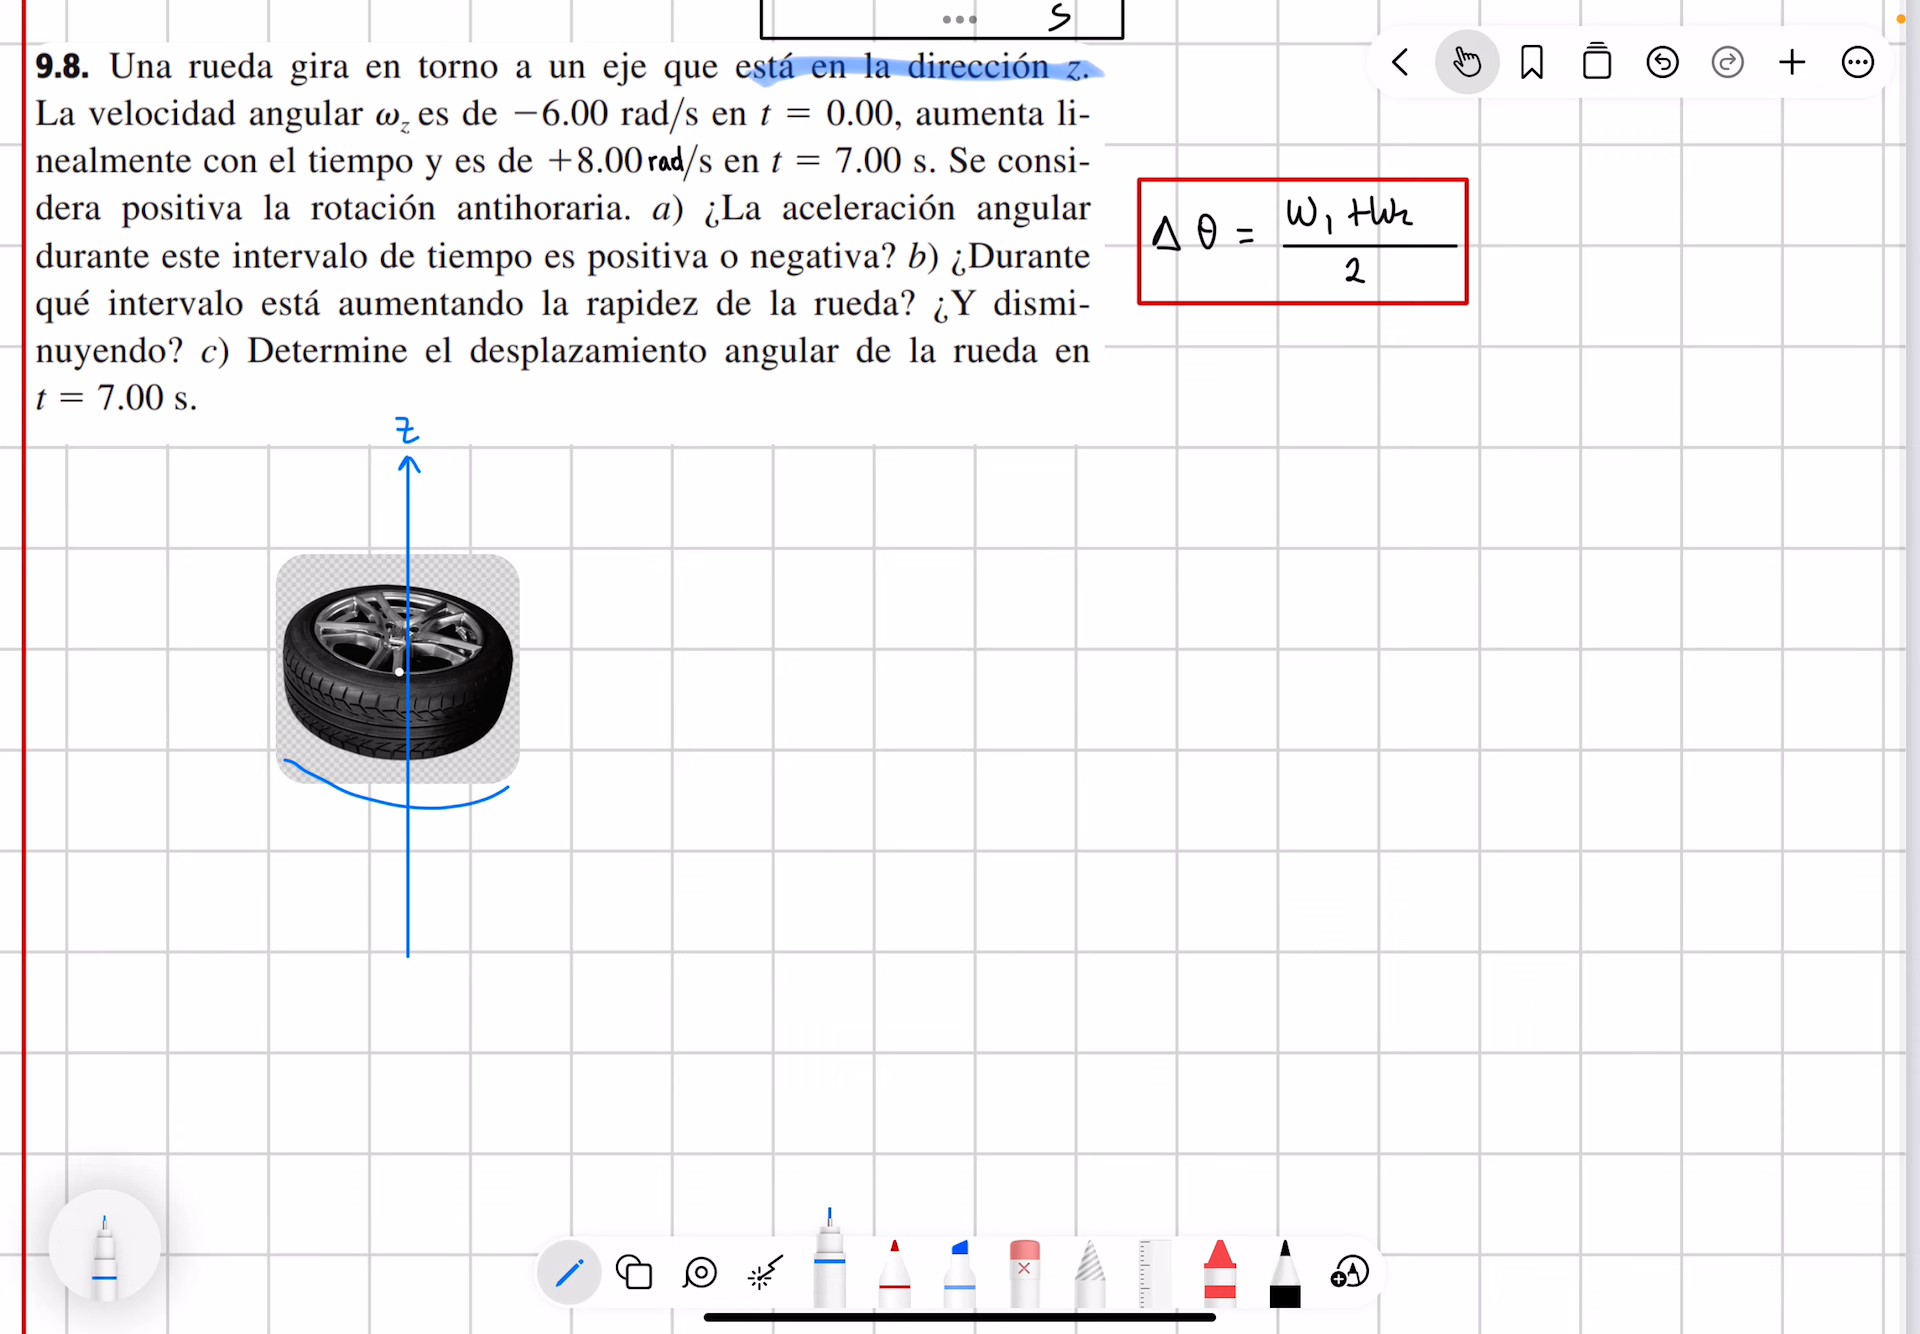 s
9.8. Una rueda gira en torno a un eje que está en la dirección z.
La velocidad angular ω_z es de −6.00 rad/s en t = 0.00, aumenta li-
nealmente con el tiempo y es de +8.00 rad/s en t = 7.00 s. Se consi-
dera positiva la rotación antihoraria. a) ¿La aceleración angular
durante este intervalo de tiempo es positiva o negativa? b) ¿Durante
qué intervalo está aumentando la rapidez de la rueda? ¿Y dismi-
nuyendo? c) Determine el desplazamiento angular de la rueda en
t = 7.00 s.
Δθ = (ω₁ + ω₂) / 2
z